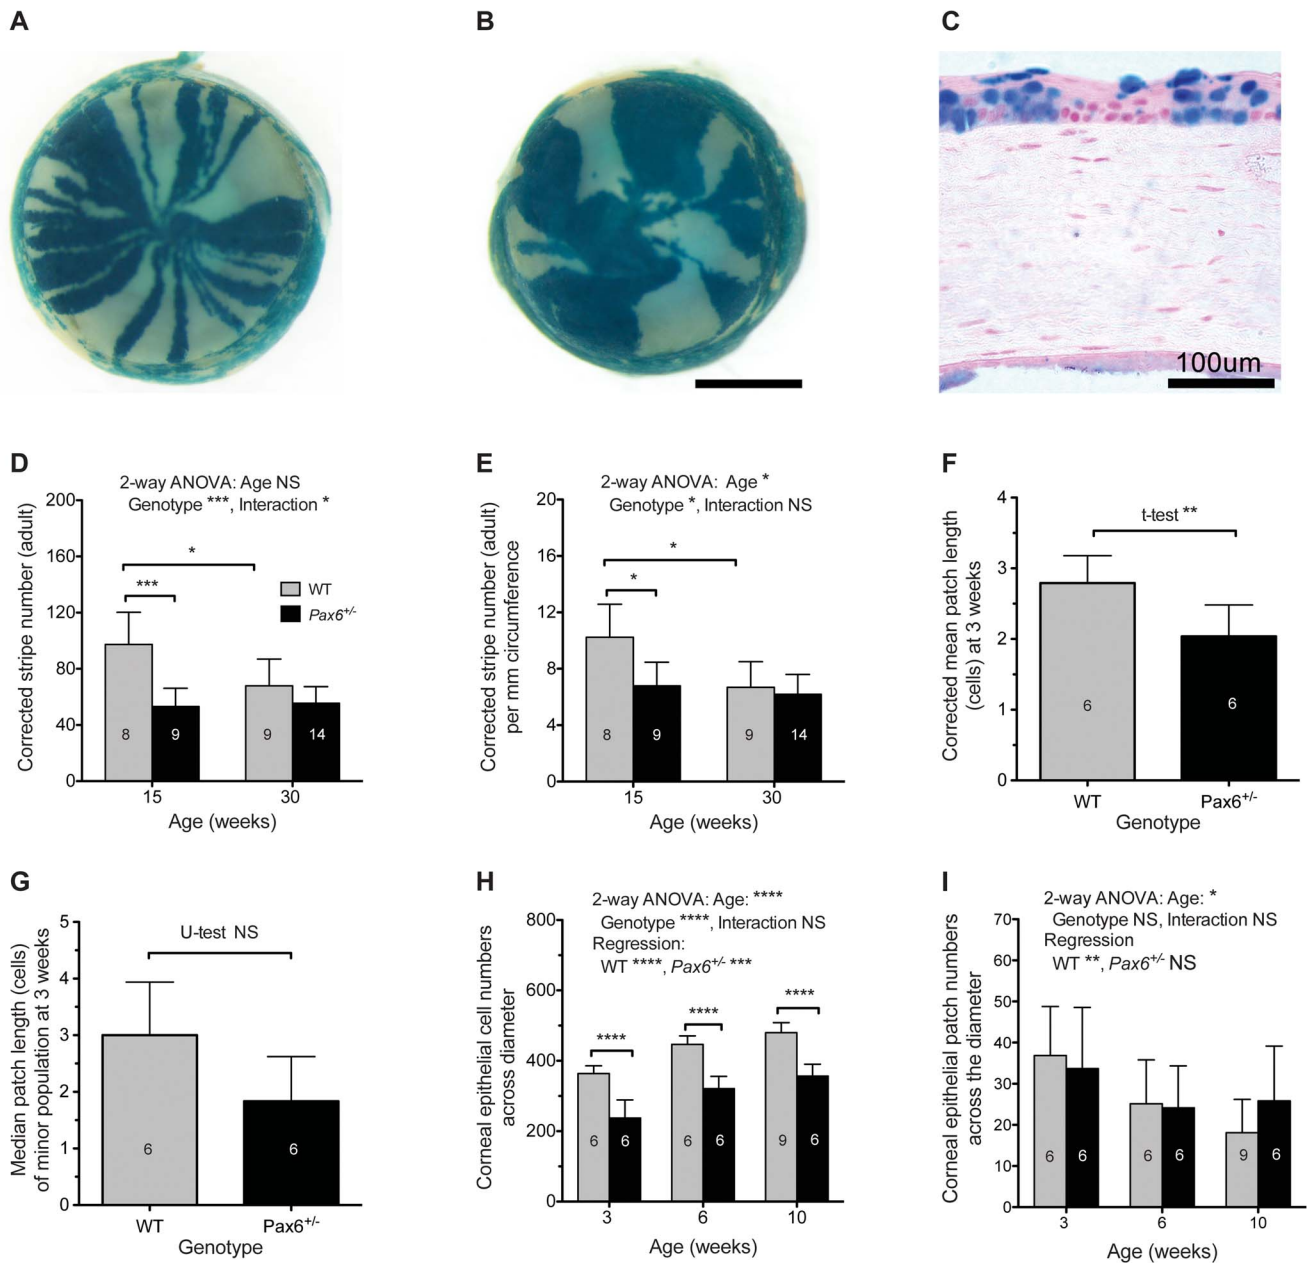 A
B
C
100um
D
2-way ANOVA: Age NS
Genotype ***, Interaction *
Corrected stripe number (adult)
200
160
120
80
40
0
*
***
WT
Pax6+/-
8
9
9
14
15
30
Age (weeks)
E
2-way ANOVA: Age *
Genotype *, Interaction NS
Corrected stripe number (adult)
per mm circumference
20
16
12
8
4
0
*
*
8
9
9
14
15
30
Age (weeks)
F
Corrected mean patch length
(cells) at 3 weeks
4
3
2
1
0
t-test **
6
6
WT
Pax6+/-
Genotype
G
Median patch length (cells)
of minor population at 3 weeks
5
4
3
2
1
0
U-test NS
6
6
WT
Pax6+/-
Genotype
H
2-way ANOVA: Age: ****
Genotype ****, Interaction NS
Regression:
WT ****, Pax6+/- ***
Corneal epithelial cell numbers
across diameter
800
600
400
200
0
****
****
****
6
6
6
6
9
6
3
6
10
Age (weeks)
I
2-way ANOVA: Age: *
Genotype NS, Interaction NS
Regression
WT **, Pax6+/- NS
Corneal epithelial patch numbers
across the diameter
70
60
50
40
30
20
10
0
6
6
6
6
9
6
3
6
10
Age (weeks)